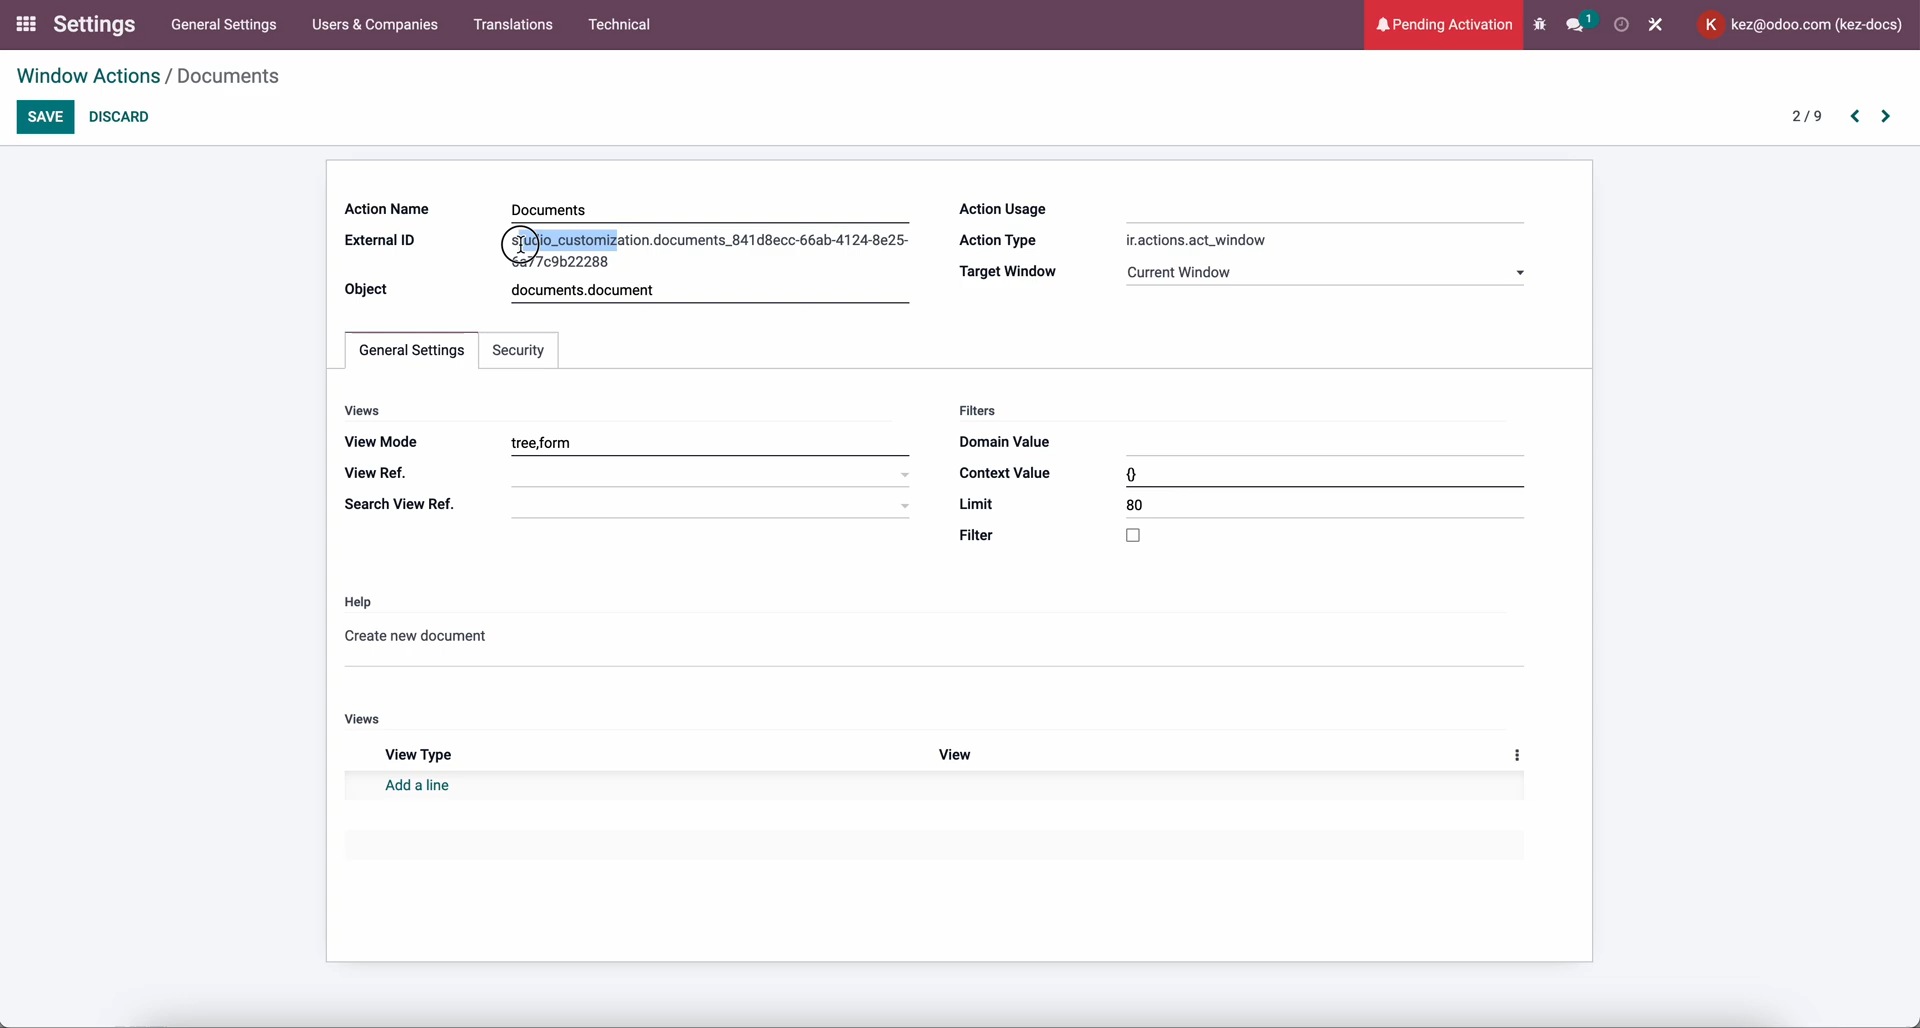 Settings General Settings Users & Companies Translations Technical Pending Activation 1 K kez@odoo.com (kez-docs)
Window Actions / Documents
SAVE DISCARD 2 / 9
Action Name Documents Action Usage
External ID studio_customization.documents_841d8ecc-66ab-4124-8e25- Action Type ir.actions.act_window
6a77c9b22288
Target Window Current Window
Object documents.document
General Settings Security
Views Filters
View Mode tree,form Domain Value
View Ref. Context Value {}
Search View Ref. Limit 80
Filter
Help
Create new document
Views
View Type View
Add a line